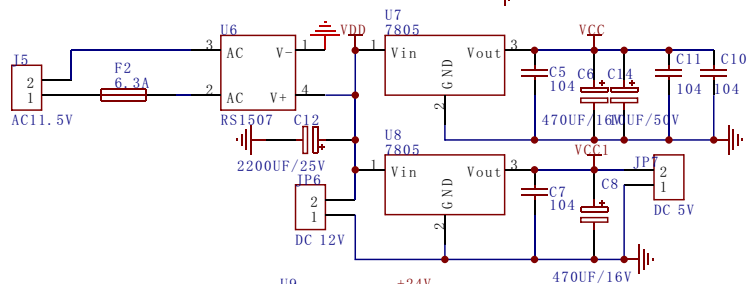 J5
2
1
AC11.5V
F2
6.3A
U6
3
AC
V-
1
2
AC
V+
4
RS1507
C12
2200UF/25V
VDD
U7
7805
1
Vin
Vout
3
GND
2
VCC
C5
104
C6
470UF/16V
C14
10UF/50V
C11
104
C10
104
U8
7805
1
Vin
Vout
3
GND
2
JP6
2
1
DC 12V
VCC1
C7
104
C8
470UF/16V
JP7
2
1
DC 5V
U9
+24V